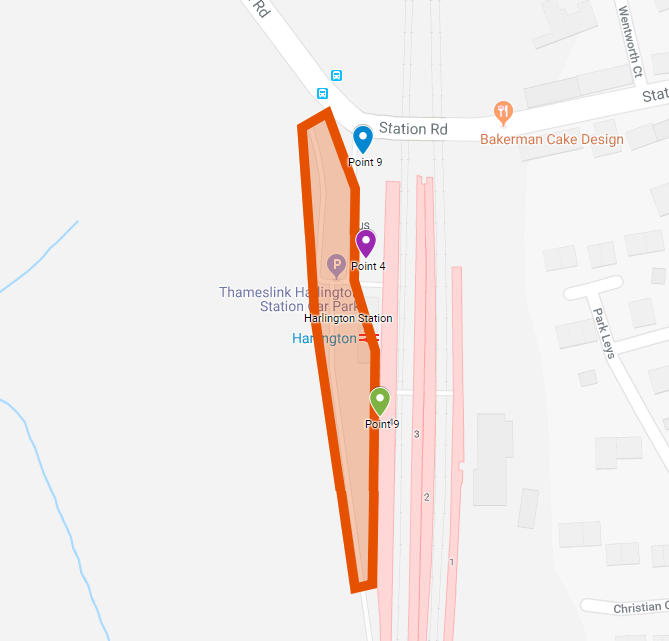 Rd
Wentworth Ct
Stat
Station Rd
Bakerman Cake Design
Point 9
us
Point 4
P
Thameslink Harlington
Station Car Park
Harlington Station
Harlington
Park Leys
Point 9
3
2
1
Christian C